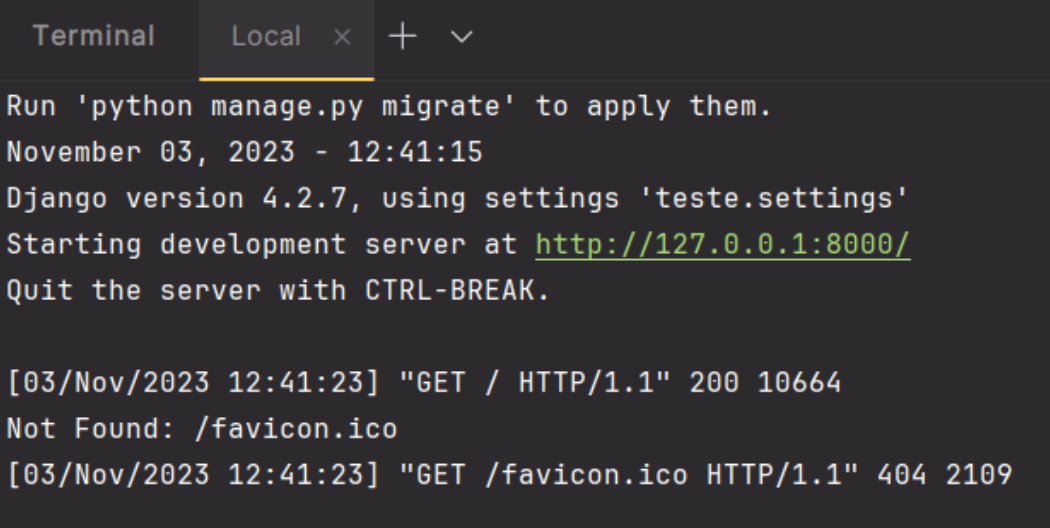 Terminal Local
Run 'python manage.py migrate' to apply them.
November 03, 2023 - 12:41:15
Django version 4.2.7, using settings 'teste.settings'
Starting development server at http://127.0.0.1:8000/
Quit the server with CTRL-BREAK.
[03/Nov/2023 12:41:23] "GET / HTTP/1.1" 200 10664
Not Found: /favicon.ico
[03/Nov/2023 12:41:23] "GET /favicon.ico HTTP/1.1" 404 2109